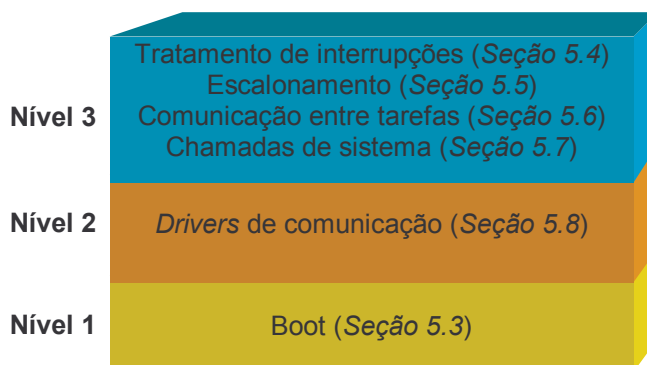 Tratamento de interrupções (Seção 5.4)
Escalonamento (Seção 5.5)
Nível 3
Comunicação entre tarefas (Seção 5.6)
Chamadas de sistema (Seção 5.7)
Nível 2
Drivers de comunicação (Seção 5.8)
Nível 1
Boot (Seção 5.3)